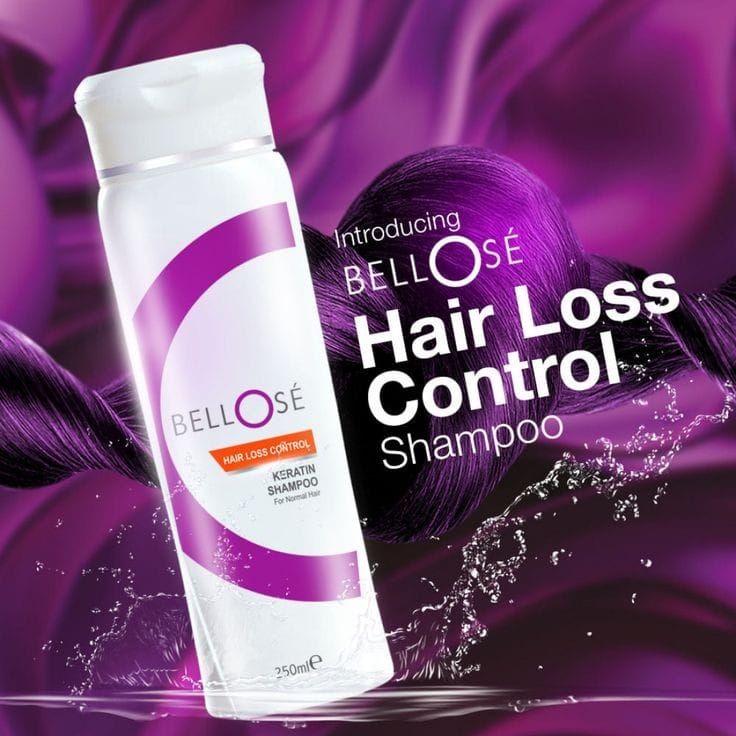 Introducing
BELLOSÉ
Hair Loss
Control
Shampoo
BELLOSÉ
HAIR LOSS CONTROL
KERATIN
SHAMPOO
For Normal Hair
250ml℮